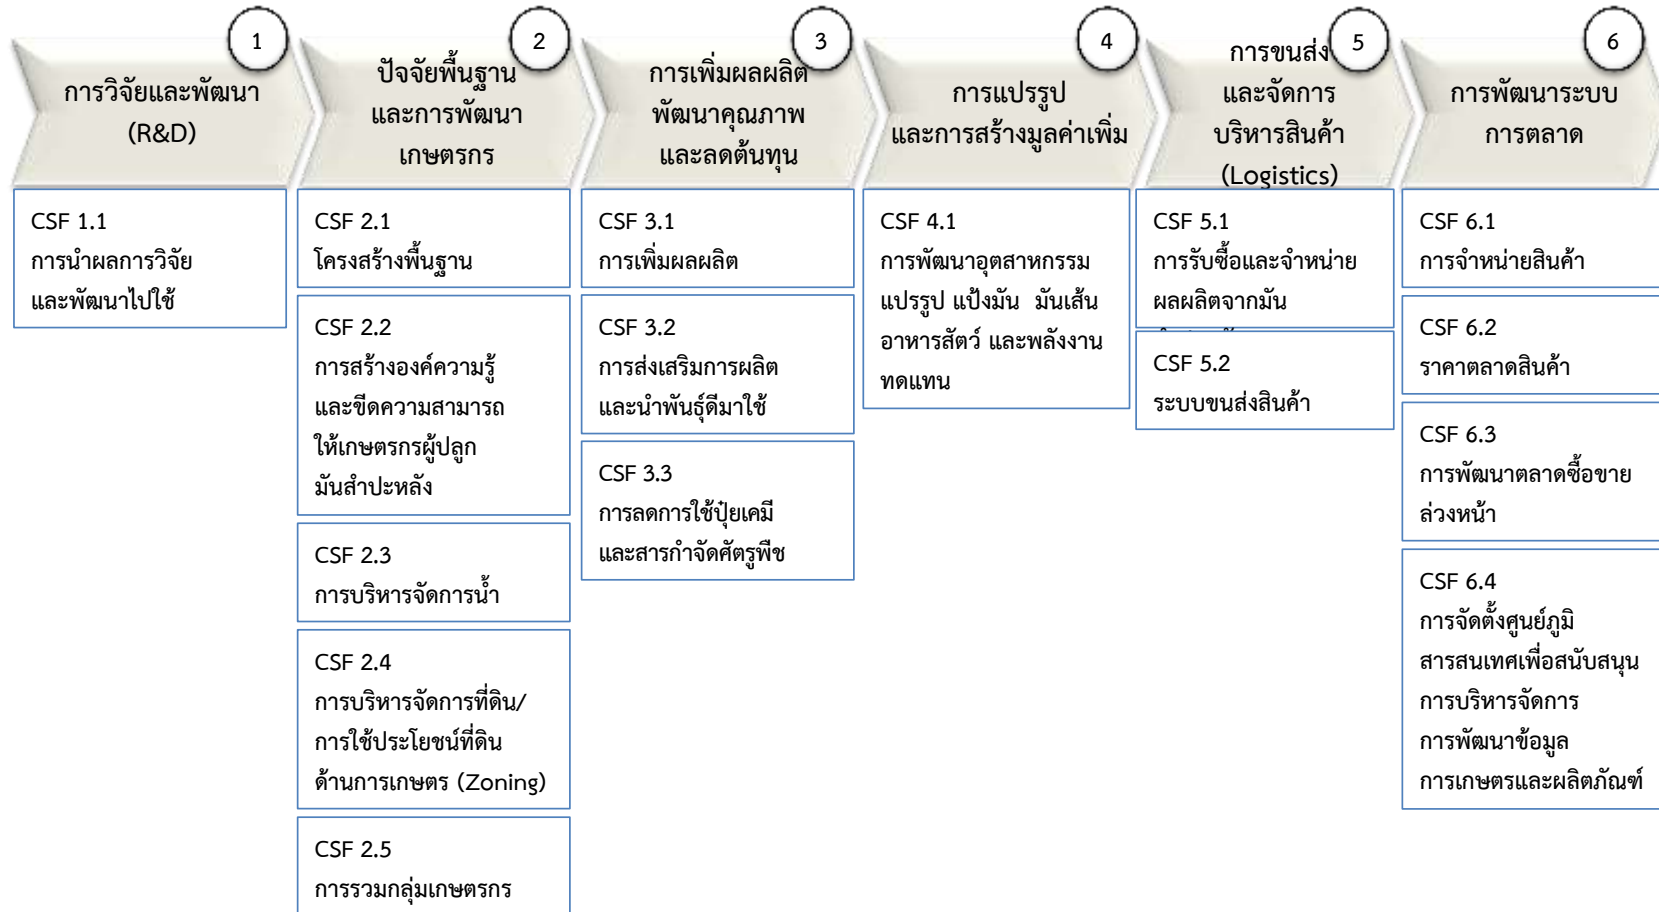 1
การวิจัยและพัฒนา
(R&D)
CSF 1.1
การนำผลการวิจัย
และพัฒนาไปใช้
2
ปัจจัยพื้นฐาน
และการพัฒนา
เกษตรกร
CSF 2.1
โครงสร้างพื้นฐาน
CSF 2.2
การสร้างองค์ความรู้
และขีดความสามารถ
ให้เกษตรกรผู้ปลูก
มันสำปะหลัง
CSF 2.3
การบริหารจัดการน้ำ
CSF 2.4
การบริหารจัดการที่ดิน/
การใช้ประโยชน์ที่ดิน
ด้านการเกษตร (Zoning)
CSF 2.5
การรวมกลุ่มเกษตรกร
3
การเพิ่มผลผลิต
พัฒนาคุณภาพ
และลดต้นทุน
CSF 3.1
การเพิ่มผลผลิต
CSF 3.2
การส่งเสริมการผลิต
และนำพันธุ์ดีมาใช้
CSF 3.3
การลดการใช้ปุ๋ยเคมี
และสารกำจัดศัตรูพืช
4
การแปรรูป
และการสร้างมูลค่าเพิ่ม
CSF 4.1
การพัฒนาอุตสาหกรรม
แปรรูป แป้งมัน มันเส้น
อาหารสัตว์ และพลังงาน
ทดแทน
5
การขนส่ง
และจัดการ
บริหารสินค้า
(Logistics)
CSF 5.1
การรับซื้อและจำหน่าย
ผลผลิตจากมัน
CSF 5.2
ระบบขนส่งสินค้า
6
การพัฒนาระบบ
การตลาด
CSF 6.1
การจำหน่ายสินค้า
CSF 6.2
ราคาตลาดสินค้า
CSF 6.3
การพัฒนาตลาดซื้อขาย
ล่วงหน้า
CSF 6.4
การจัดตั้งศูนย์ภูมิ
สารสนเทศเพื่อสนับสนุน
การบริหารจัดการ
การพัฒนาข้อมูล
การเกษตรและผลิตภัณฑ์